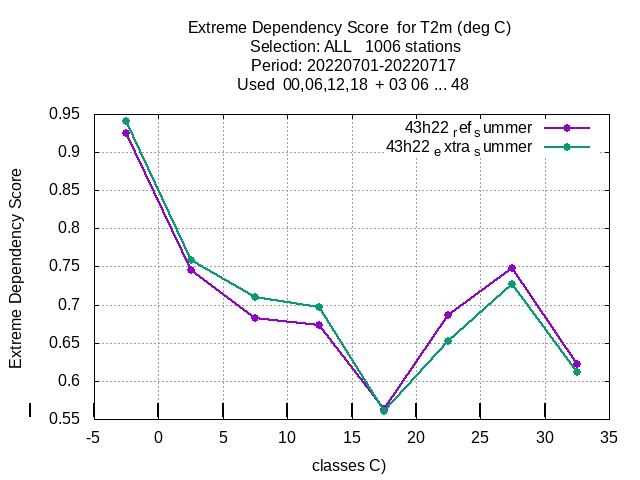 Extreme Dependency Score  for T2m (deg C)
Selection: ALL   1006 stations
Period: 20220701-20220717
Used  00,06,12,18  + 03 06 ... 48
43h22 ref summer
43h22 extra summer
Extreme Dependency Score
0.95
0.9
0.85
0.8
0.75
0.7
0.65
0.6
0.55
-5 0 5 10 15 20 25 30 35
classes C)